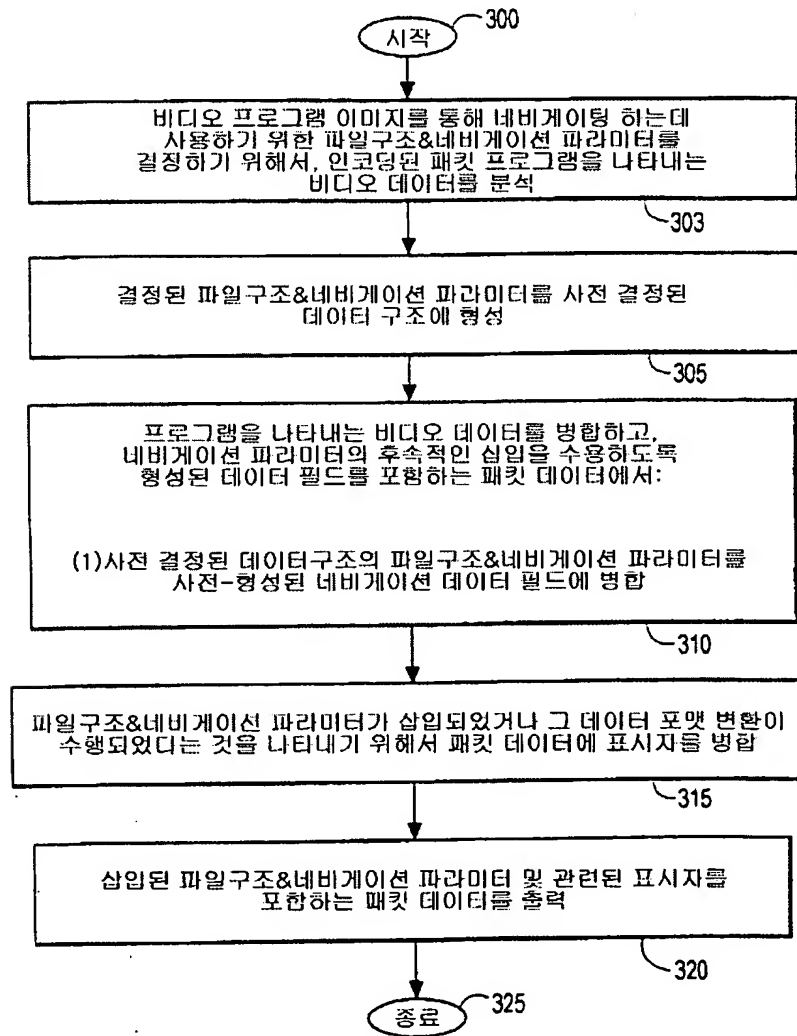 시작
300
비디오 프로그램 이미지를 통해 네비게이팅 하는데
사용하기 위한 파일구조&네비게이션 파라미터를
결정하기 위해서, 인코딩된 패킷 프로그램을 나타내는
비디오 데이터를 분석
303
결정된 파일구조&네비게이션 파라미터를 사전 결정된
데이터 구조에 형성
305
프로그램을 나타내는 비디오 데이터를 병합하고,
네비게이션 파라미터의 후속적인 삽입을 수용하도록
형성된 데이터 필드를 포함하는 패킷 데이터에서:
(1)사전 결정된 데이터구조의 파일구조&네비게이션 파라미터를
사전-형성된 네비게이션 데이터 필드에 병합
310
파일구조&네비게이션 파라미터가 삽입되었거나 그 데이터 포맷 변환이
수행되었다는 것을 나타내기 위해서 패킷 데이터에 표시자를 병합
315
삽입된 파일구조&네비게이션 파라미터 및 관련된 표시자를
포함하는 패킷 데이터를 출력
320
종료
325